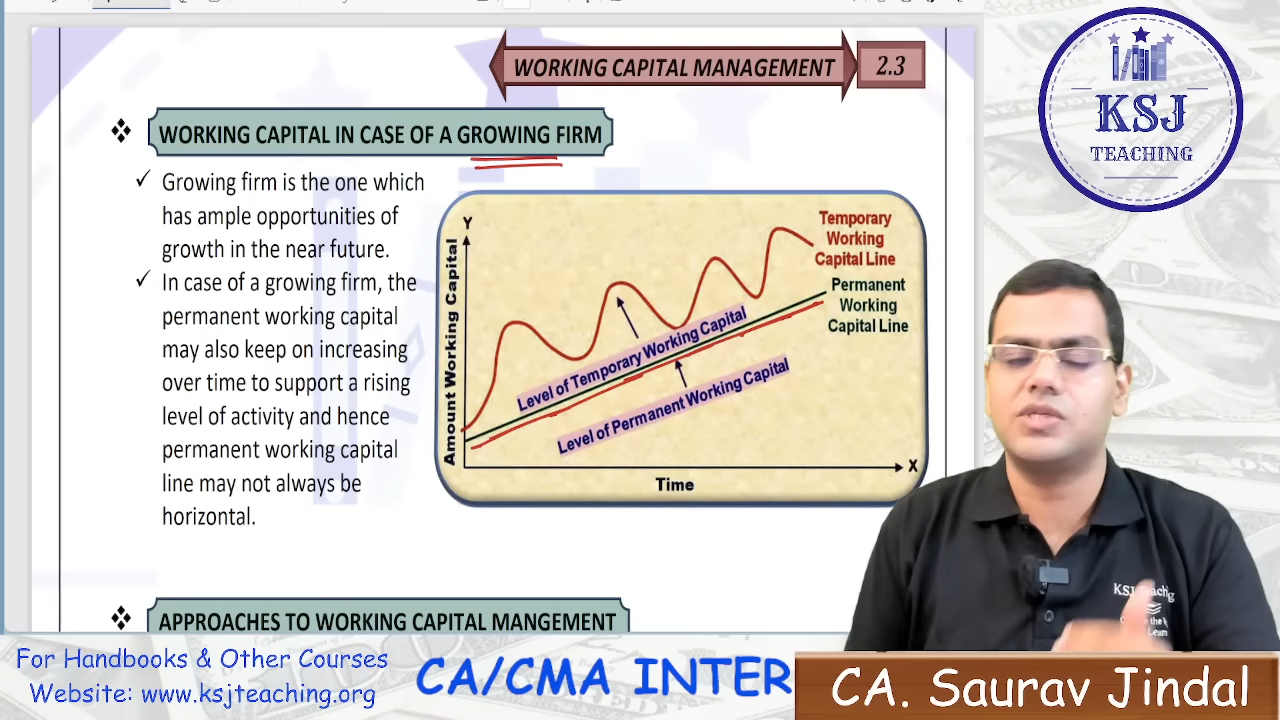 WORKING CAPITAL MANAGEMENT
2.3
KSJ
TEACHING
❖ WORKING CAPITAL IN CASE OF A GROWING FIRM
✓ Growing firm is the one which
has ample opportunities of
growth in the near future.
✓ In case of a growing firm, the
permanent working capital
may also keep on increasing
over time to support a rising
level of activity and hence
permanent working capital
line may not always be
horizontal.
Y
Amount Working Capital
Temporary
Working
Capital Line
Permanent
Working
Capital Line
Level of Temporary Working Capital
Level of Permanent Working Capital
X
Time
❖ APPROACHES TO WORKING CAPITAL MANGEMENT
KSJ
For Handbooks & Other Courses
Website: www.ksjteaching.org
CA/CMA INTER
CA. Saurav Jindal